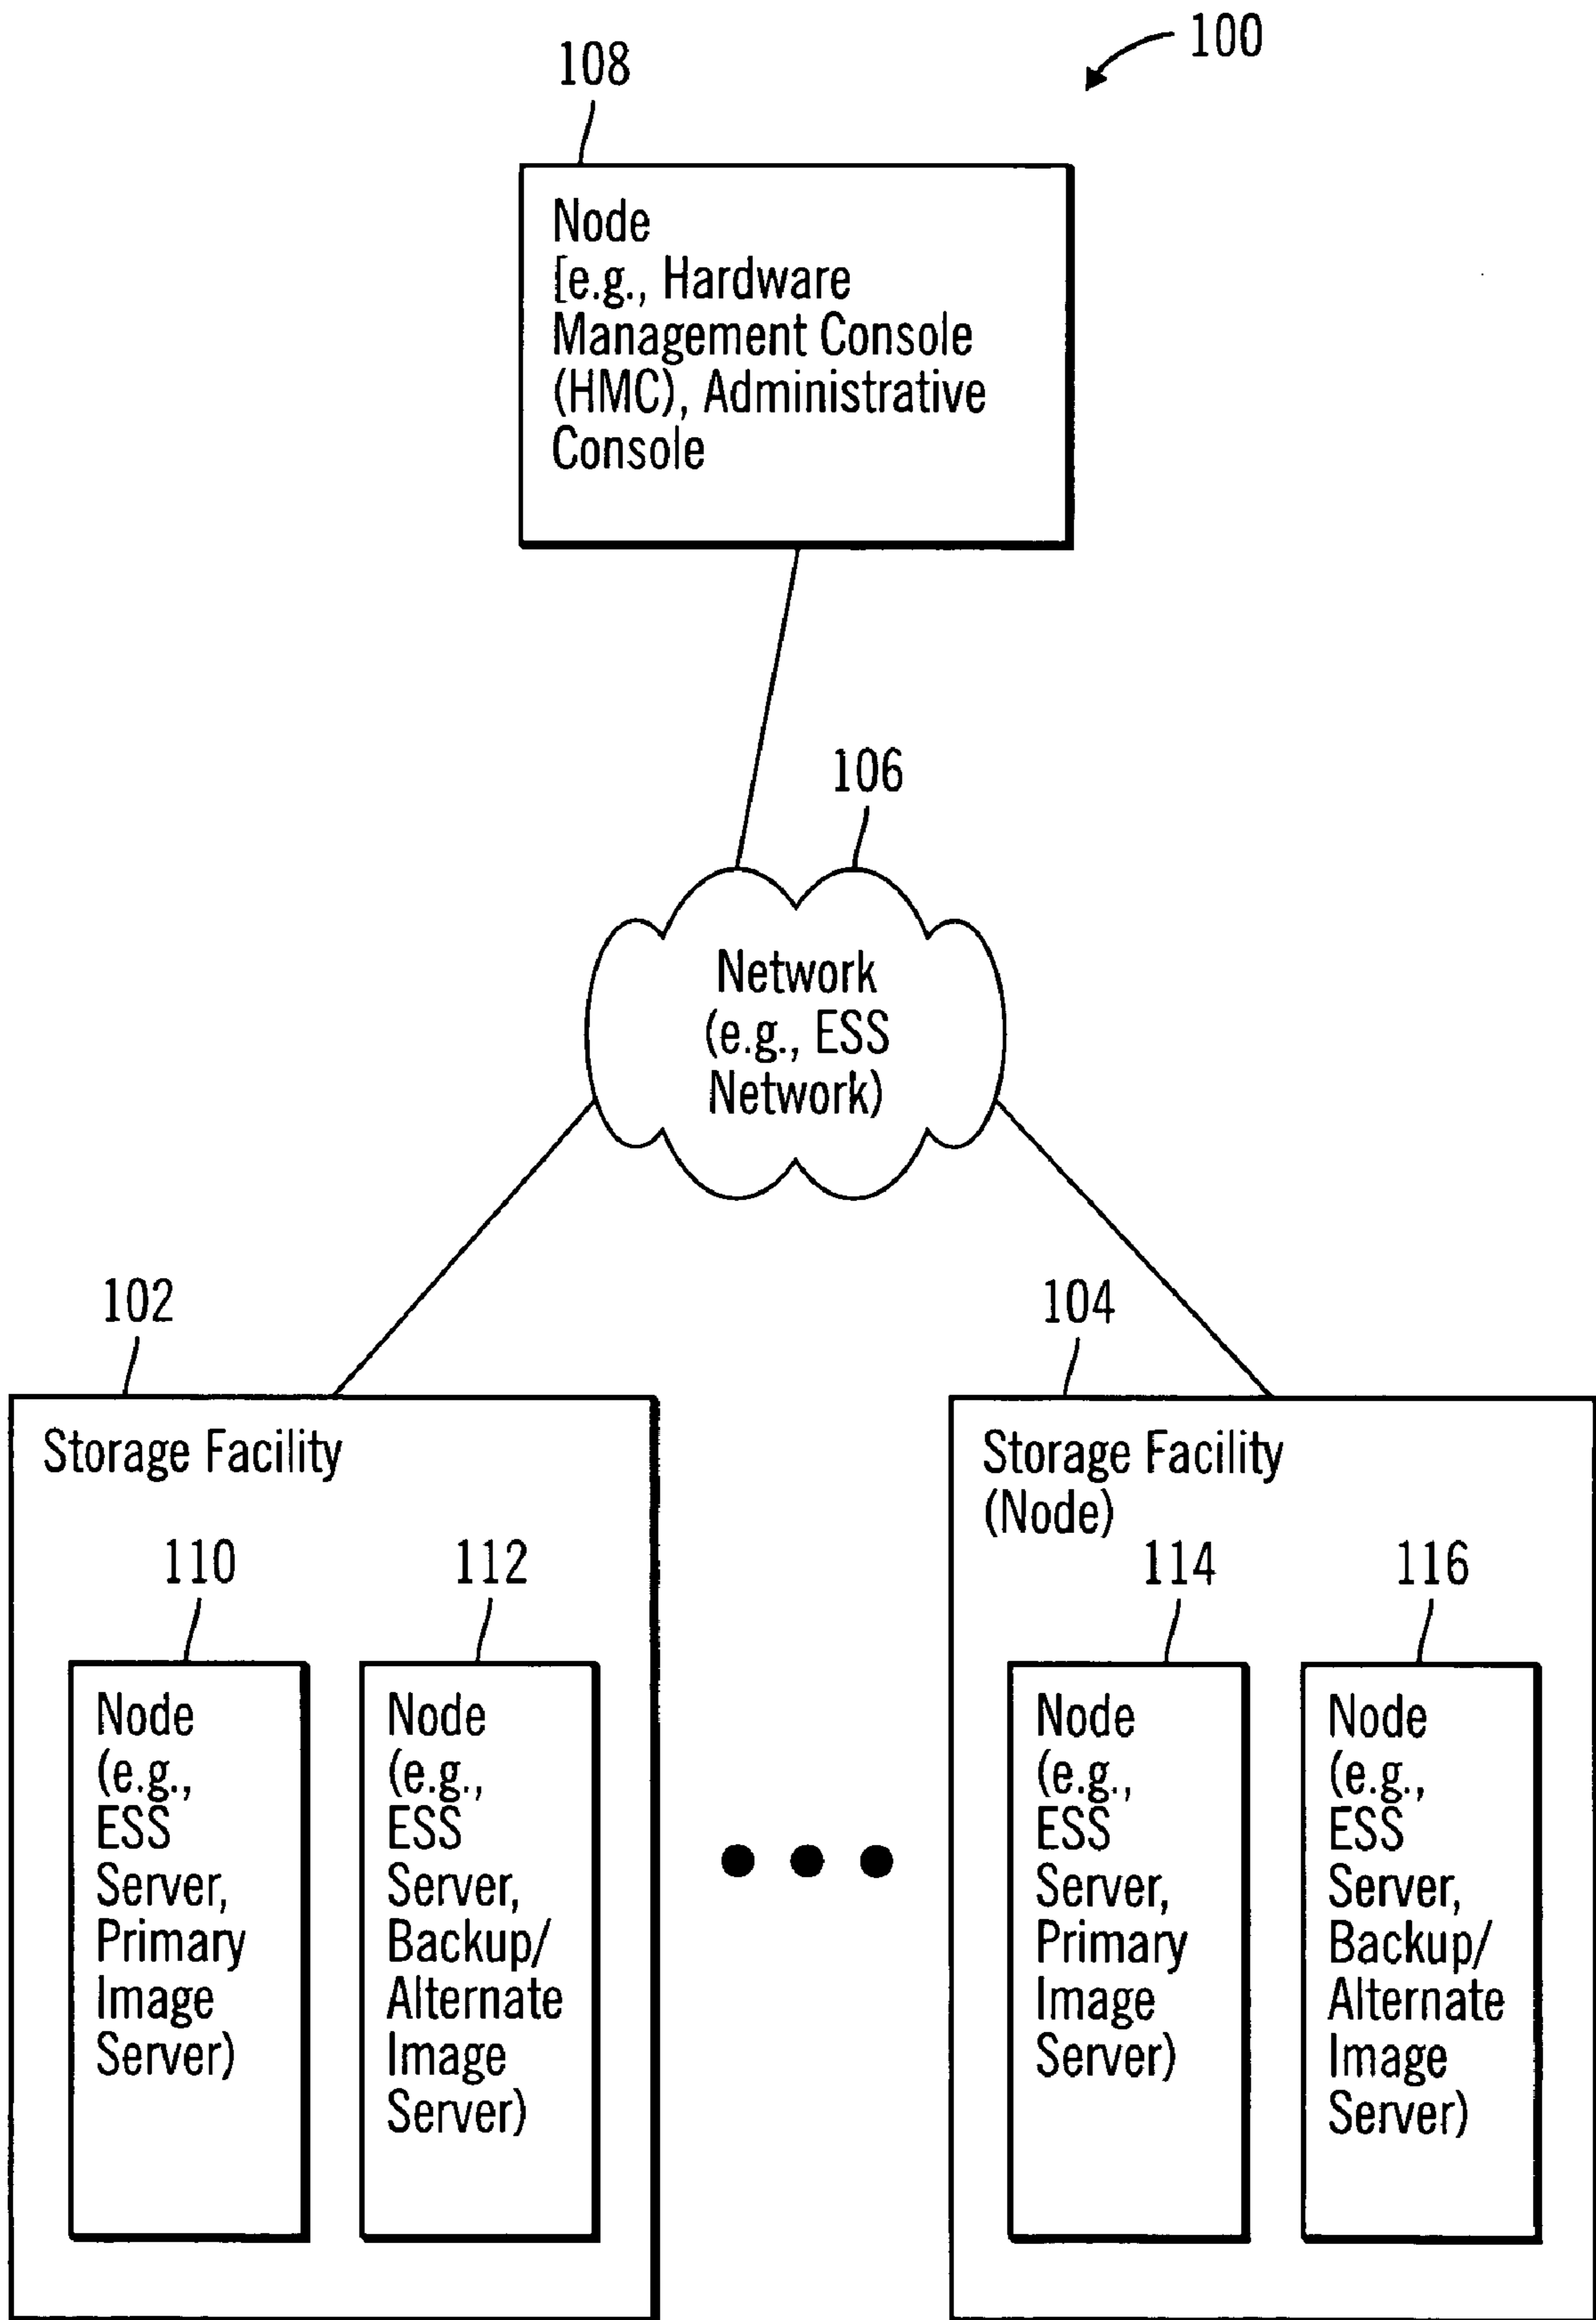 100
108
Node
[e.g., Hardware
Management Console
(HMC), Administrative
Console
106
Network
(e.g., ESS
Network)
102
Storage Facility
110
Node
(e.g.,
ESS
Server,
Primary
Image
Server)
112
Node
(e.g.,
ESS
Server,
Backup/
Alternate
Image
Server)
104
Storage Facility
(Node)
114
Node
(e.g.,
ESS
Server,
Primary
Image
Server)
116
Node
(e.g.,
ESS
Server,
Backup/
Alternate
Image
Server)